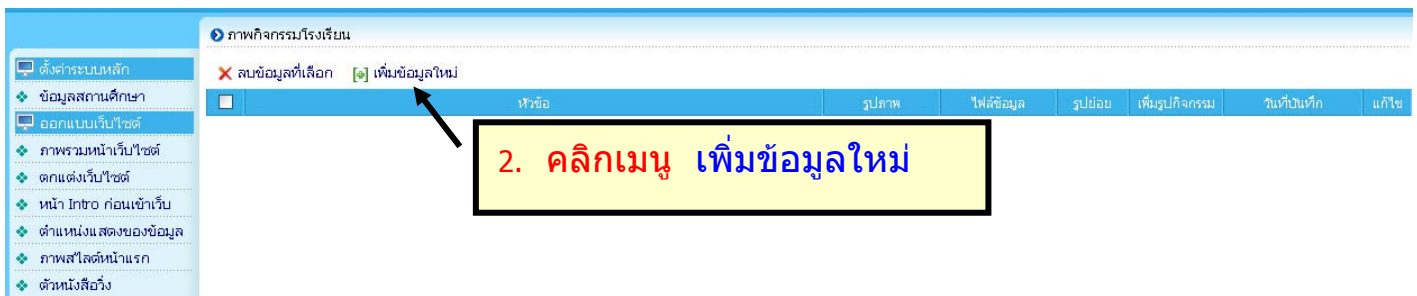 ภาพกิจกรรมโรงเรียน
ตั้งค่าระบบหลัก
ข้อมูลสถานศึกษา
ออกแบบเว็บไซต์
ภาพรวมหน้าเว็บไซต์
ตกแต่งเว็บไซต์
หน้า Intro ก่อนเข้าเว็บ
ตำแหน่งแสดงของข้อมูล
ภาพสไลด์หน้าแรก
ตัวหนังสือวิ่ง
ลบข้อมูลที่เลือก [+] เพิ่มข้อมูลใหม่
หัวข้อ รูปภาพ ไฟล์ข้อมูล รูปย่อย เพิ่มรูปกิจกรรม วันที่บันทึก แก้ไข
2. คลิกเมนู เพิ่มข้อมูลใหม่